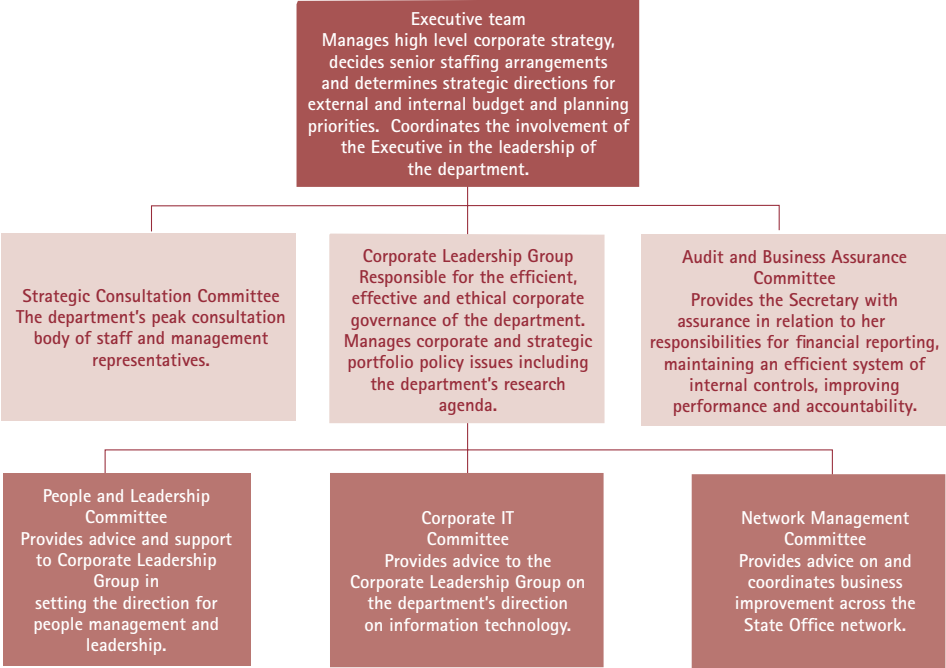 Executive team
Manages high level corporate strategy,
decides senior staffing arrangements
and determines strategic directions for
external and internal budget and planning
priorities. Coordinates the involvement of
the Executive in the leadership of
the department.
Strategic Consultation Committee
The department's peak consultation
body of staff and management
representatives.
Corporate Leadership Group
Responsible for the efficient,
effective and ethical corporate
governance of the department.
Manages corporate and strategic
portfolio policy issues including
the department's research
agenda.
Audit and Business Assurance
Committee
Provides the Secretary with
assurance in relation to her
responsibilities for financial reporting,
maintaining an efficient system of
internal controls, improving
performance and accountability.
People and Leadership
Committee
Provides advice and support
to Corporate Leadership
Group in
setting the direction for
people management and
leadership.
Corporate IT
Committee
Provides advice to the
Corporate Leadership Group on
the department's direction
on information technology.
Network Management
Committee
Provides advice on and
coordinates business
improvement across the
State Office network.